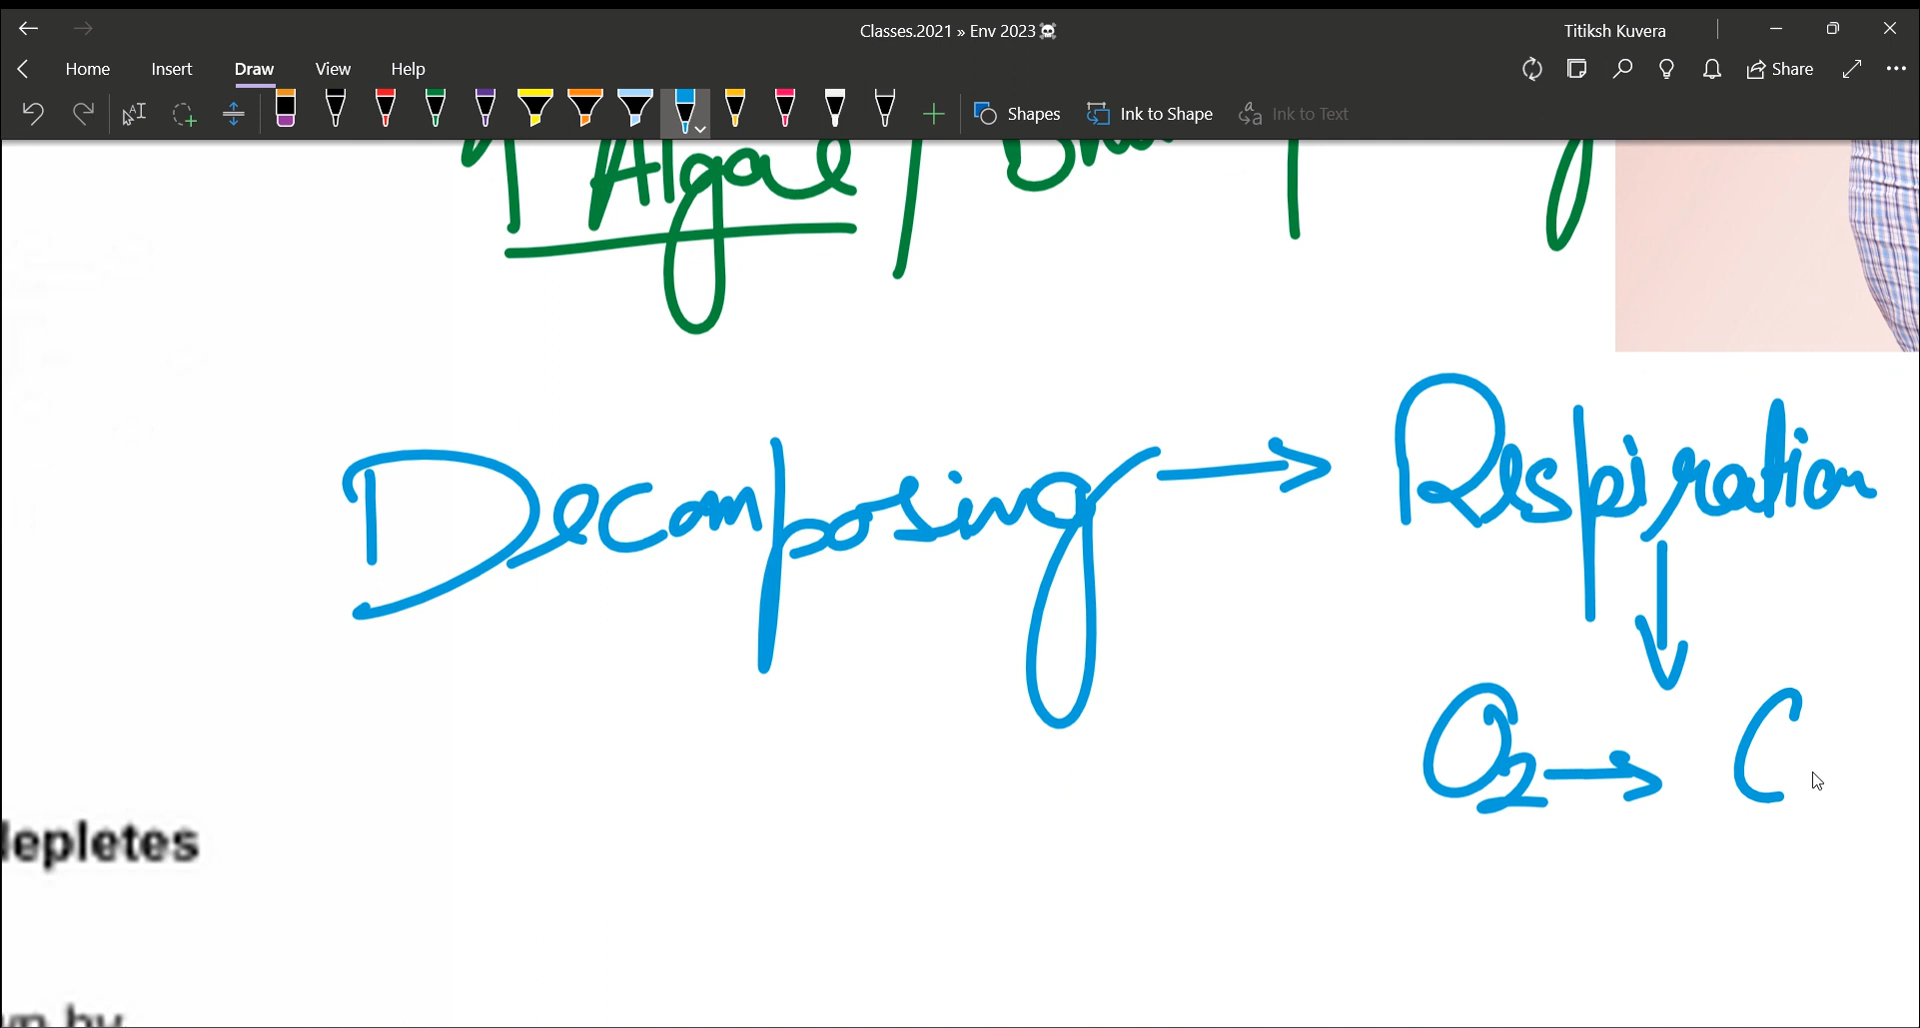 Classes.2021 » Env 2023☠ Titiksh Kuvera
Home Insert Draw View Help Share
Shapes Ink to Shape Ink to Text
Algae /
Decomposing → Respiration
↓
O₂ → C
depletes
by